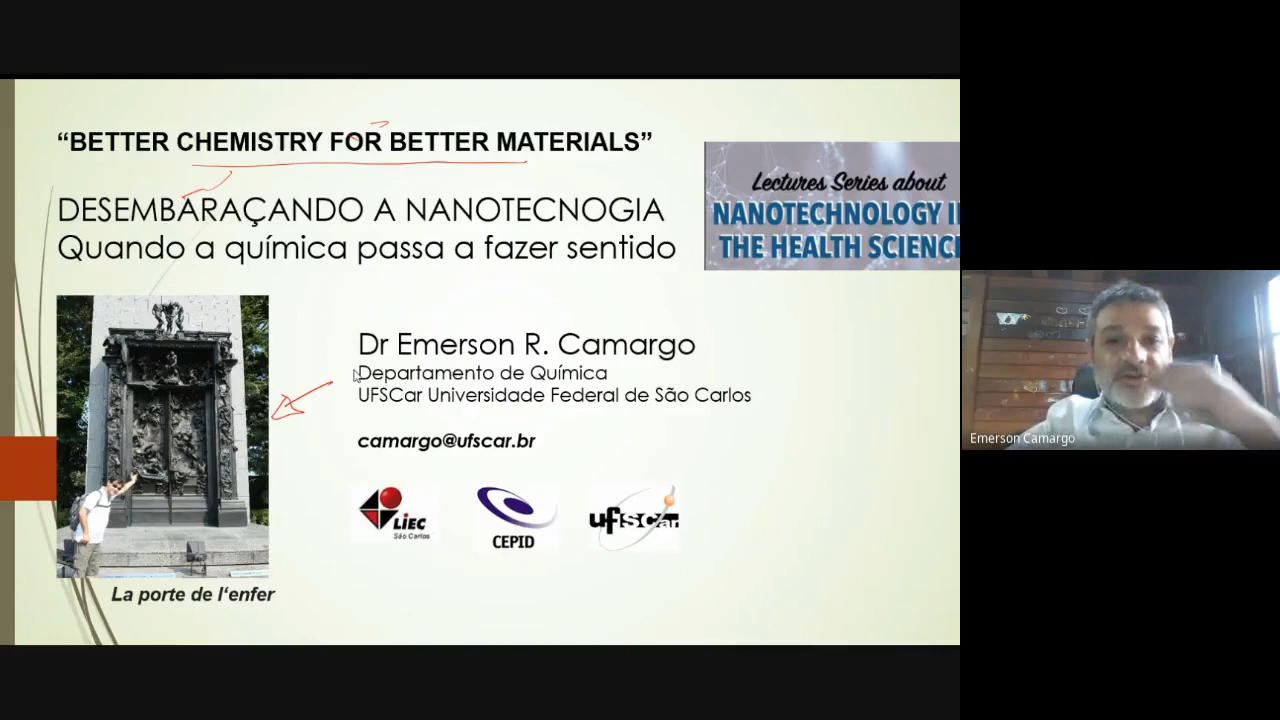 “BETTER CHEMISTRY FOR BETTER MATERIALS”
DESEMBARAÇANDO A NANOTECNOGIA
Quando a química passa a fazer sentido
Lectures Series about
NANOTECHNOLOGY I
THE HEALTH SCIENC
Dr Emerson R. Camargo
Departamento de Química
UFSCar Universidade Federal de São Carlos
camargo@ufscar.br
LIEC
São Carlos
CEPID
ufscar
La porte de l‘enfer
Emerson Camargo